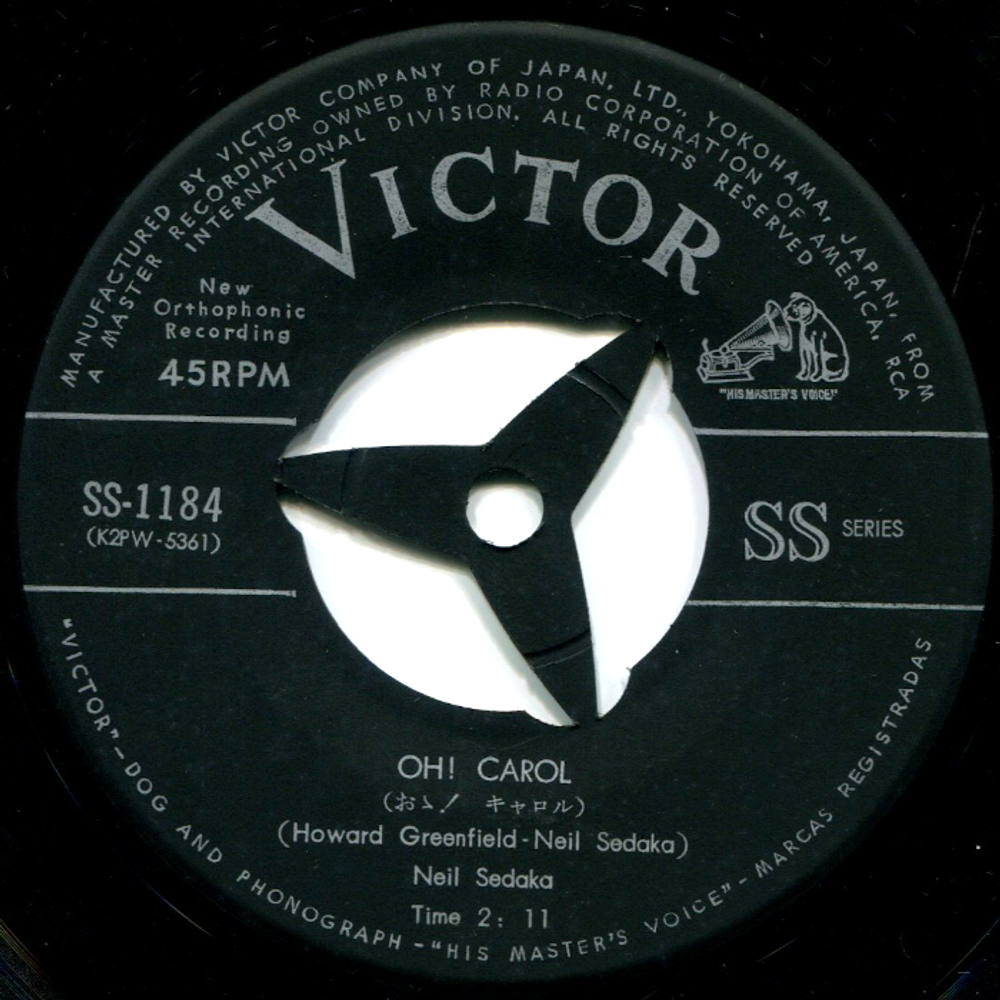 MANUFACTURED BY VICTOR COMPANY OF JAPAN, LTD., YOKOHAMA, JAPAN, FROM
A MASTER RECORDING OWNED BY RADIO CORPORATION OF AMERICA, RCA
INTERNATIONAL DIVISION. ALL RIGHTS RESERVED
VICTOR
New
Orthophonic
Recording
45RPM
"HIS MASTER'S VOICE"
SS-1184
(K2PW-5361)
SS SERIES
OH! CAROL
(おゝ! キャロル)
(Howard Greenfield-Neil Sedaka)
Neil Sedaka
Time 2: 11
"VICTOR"-DOG AND PHONOGRAPH-"HIS MASTER'S VOICE"-MARCAS REGISTRADAS